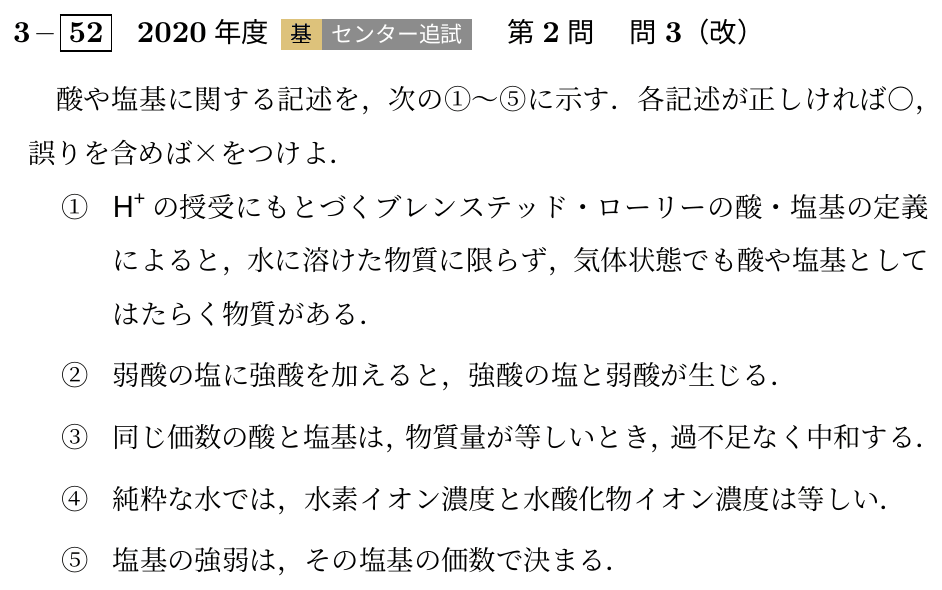 3－52 2020 年度 基 センター追試 第 2 問 問 3（改）
酸や塩基に関する記述を，次の①～⑤に示す．各記述が正しければ〇，
誤りを含めば×をつけよ．
① H⁺ の授受にもとづくブレンステッド・ローリーの酸・塩基の定義
によると，水に溶けた物質に限らず，気体状態でも酸や塩基として
はたらく物質がある．
② 弱酸の塩に強酸を加えると，強酸の塩と弱酸が生じる．
③ 同じ価数の酸と塩基は，物質量が等しいとき，過不足なく中和する．
④ 純粋な水では，水素イオン濃度と水酸化物イオン濃度は等しい．
⑤ 塩基の強弱は，その塩基の価数で決まる．